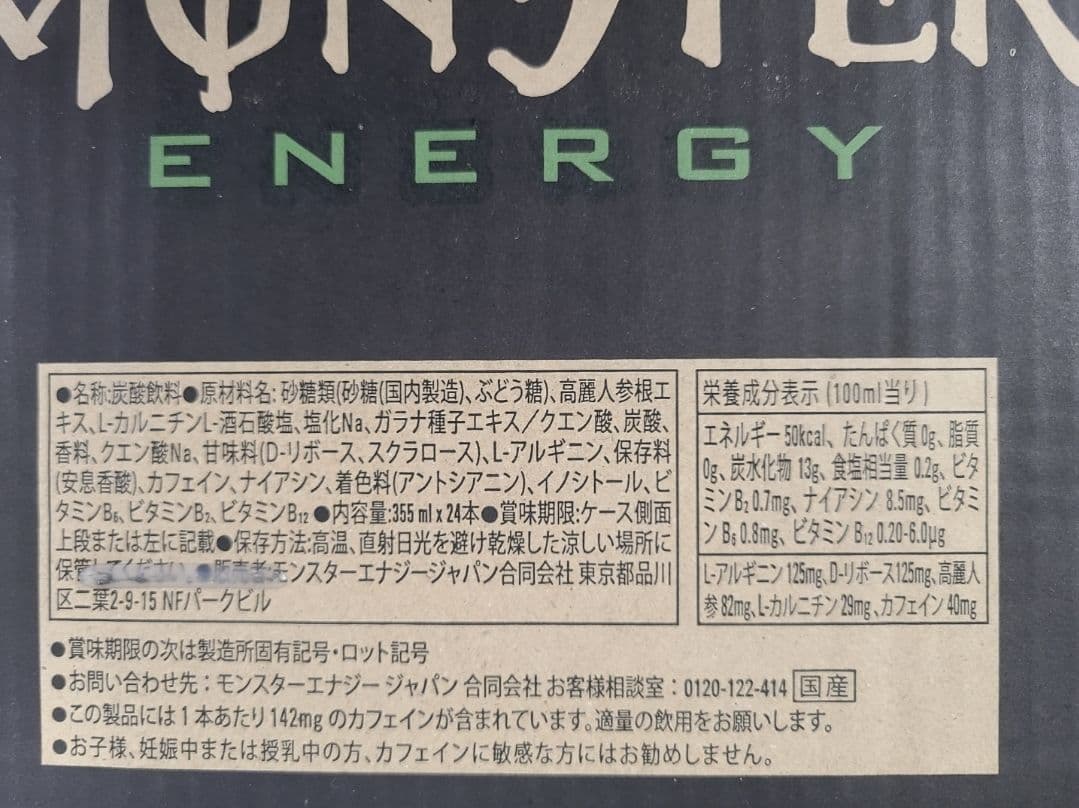 MONSTER
ENERGY
●名称:炭酸飲料●原材料名:砂糖類(砂糖(国内製造)、ぶどう糖)、高麗人参根エ
キス、L-カルニチンL-酒石酸塩、塩化Na、ガラナ種子エキス/クエン酸、炭酸、
香料、クエン酸Na、甘味料(D-リボース、スクラロース)、L-アルギニン、保存料
(安息香酸)、カフェイン、ナイアシン、着色料(アントシアニン)、イノシトール、ビ
タミンB₆、ビタミンB₂、ビタミンB₁₂●内容量:355ml x 24本●賞味期限:ケース側面
上段または左に記載●保存方法:高温、直射日光を避け乾燥した涼しい場所に
保管してください。●販売者:モンスターエナジージャパン合同会社 東京都品川
区二葉2-9-15 NFパークビル
栄養成分表示(100ml当り)
エネルギー50kcal、たんぱく質0g、脂質
0g、炭水化物13g、食塩相当量0.2g、ビタ
ミンB₂0.7mg、ナイアシン8.5mg、ビタミ
ンB₆0.8mg、ビタミンB₁₂0.20-6.0μg
L-アルギニン125mg、D-リボース125mg、高麗人
参82mg、L-カルニチン29mg、カフェイン40mg
●賞味期限の次は製造所固有記号・ロット記号
●お問い合わせ先:モンスターエナジー ジャパン 合同会社 お客様相談室:0120-122-414 国産
●この製品には1本あたり142mgのカフェインが含まれています。適量の飲用をお願いします。
●お子様、妊娠中または授乳中の方、カフェインに敏感な方にはお勧めしません。